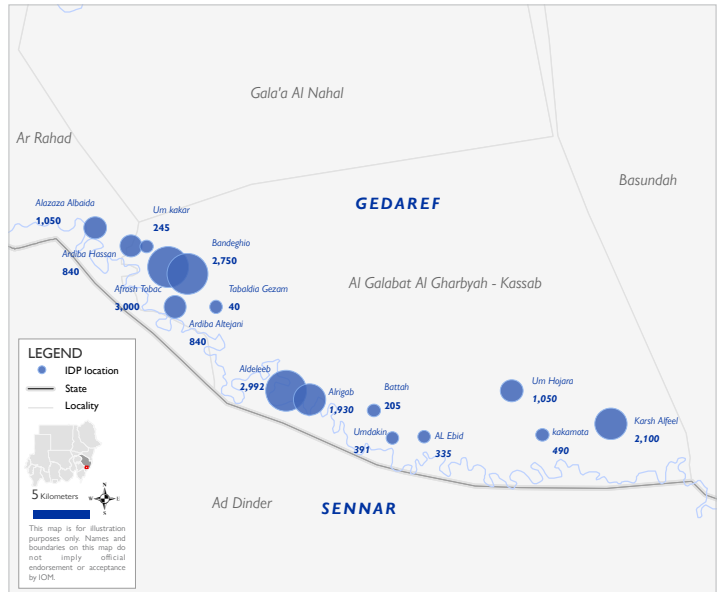 Gala'a Al Nahal
Ar Rahad
Basundah
Alazaza Albaida
1,050
Um kakar
245
GEDAREF
Bandeghio
2,750
Ardiba Hassan
840
Al Galabat Al Gharbyah - Kassab
Afrash Tobac
3,000
Tabaldia Gezam
40
Ardiba Altejani
840
Aldeleeb
2,992
Alrigab
1,930
Battah
205
Um Hojara
1,050
Umdakin
391
AL Ebid
335
kakamota
490
Karsh Alfeel
2,100
Ad Dinder
SENNAR
LEGEND
IDP location
State
Locality
5 Kilometers
N
W E
S
This map is for illustration
purposes only. Names and
boundaries on this map do
not imply official
endorsement or acceptance
by IOM.